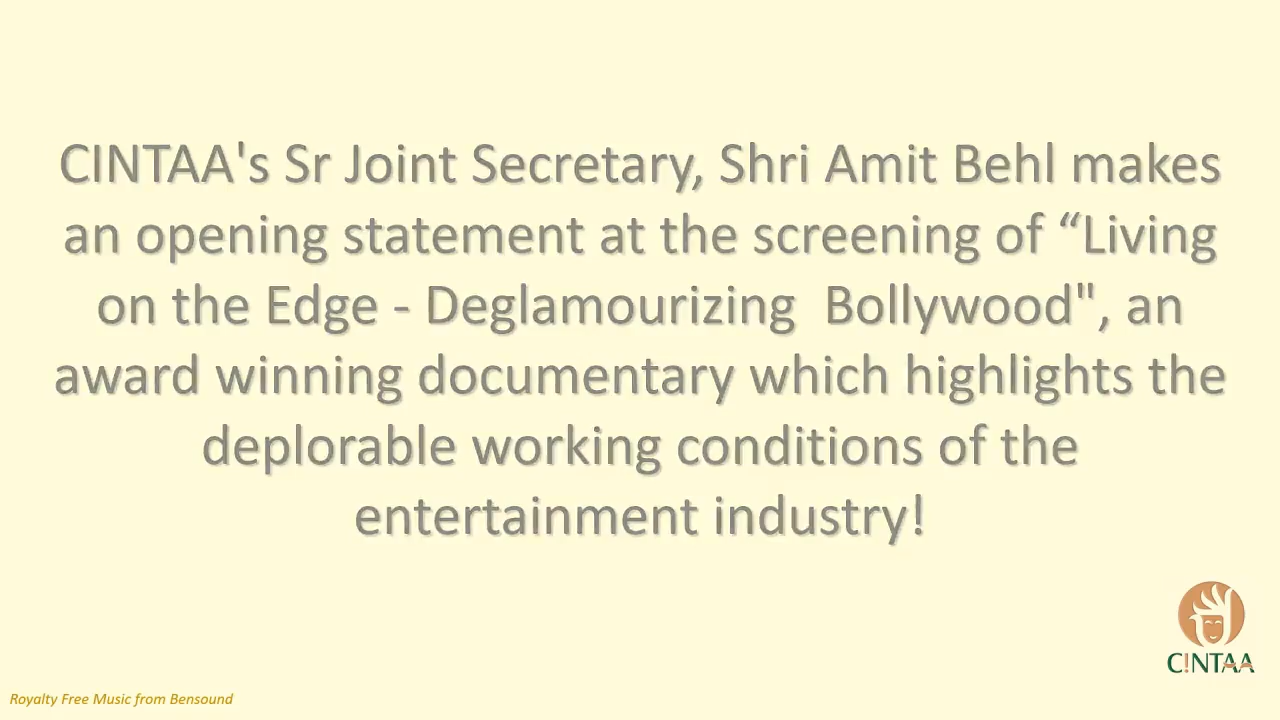 CINTAA's Sr Joint Secretary, Shri Amit Behl makes
an opening statement at the screening of “Living
on the Edge - Deglamourizing  Bollywood", an
award winning documentary which highlights the
deplorable working conditions of the
entertainment industry!
C!NTAA
Royalty Free Music from Bensound